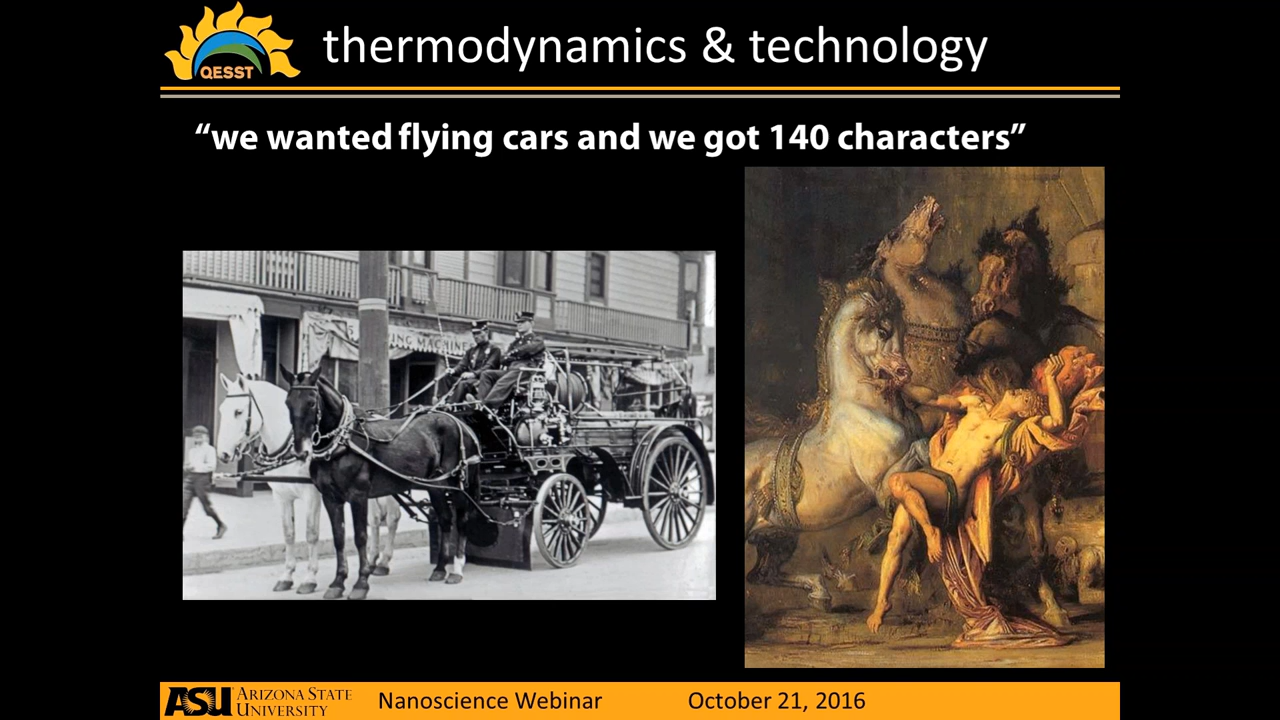 QESST
thermodynamics & technology
“we wanted flying cars and we got 140 characters”
ASU ARIZONA STATE
UNIVERSITY
Nanoscience Webinar
October 21, 2016